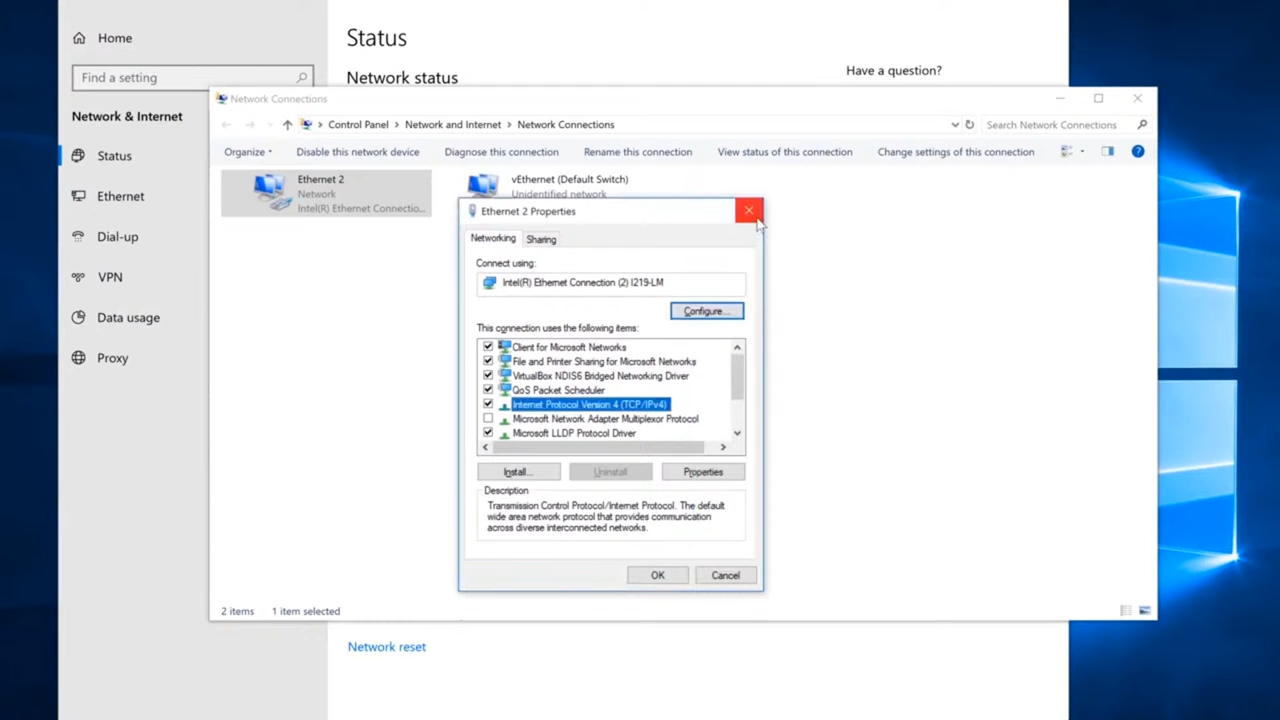 Home
Find a setting
Network & Internet
Status
Ethernet
Dial-up
VPN
Data usage
Proxy
Status
Network status
Have a question?
Network Connections
Control Panel > Network and Internet > Network Connections
Search Network Connections
Organize
Disable this network device
Diagnose this connection
Rename this connection
View status of this connection
Change settings of this connection
Ethernet 2
Network
Intel(R) Ethernet Connectio...
vEthernet (Default Switch)
Unidentified network
Ethernet 2 Properties
Networking
Sharing
Connect using:
Intel(R) Ethernet Connection (2) I219-LM
Configure...
This connection uses the following items:
Client for Microsoft Networks
File and Printer Sharing for Microsoft Networks
VirtualBox NDIS6 Bridged Networking Driver
QoS Packet Scheduler
Internet Protocol Version 4 (TCP/IPv4)
Microsoft Network Adapter Multiplexor Protocol
Microsoft LLDP Protocol Driver
Install...
Uninstall
Properties
Description
Transmission Control Protocol/Internet Protocol. The default
wide area network protocol that provides communication
across diverse interconnected networks.
OK
Cancel
2 items
1 item selected
Network reset